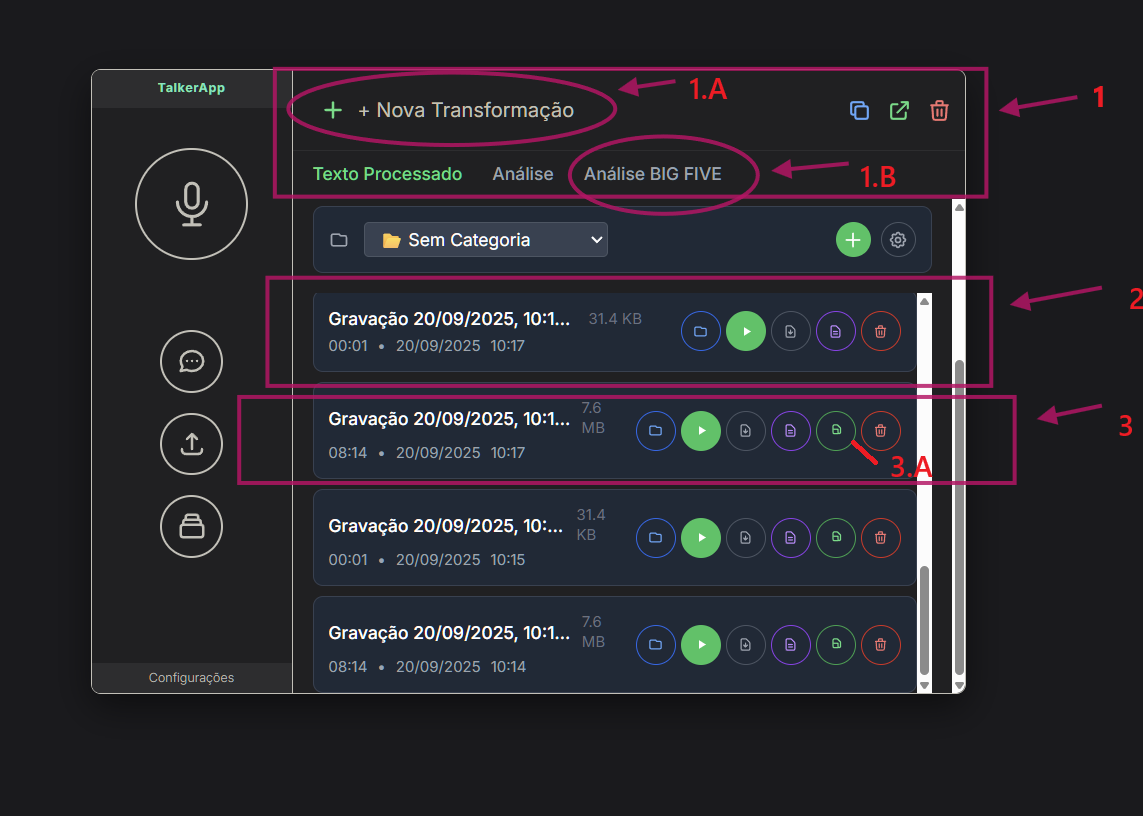 TalkerApp
+ Nova Transformação
1.A
1
Texto Processado Análise Análise BIG FIVE
1.B
Sem Categoria
2
Gravação 20/09/2025, 10:1... 31.4 KB
00:01 • 20/09/2025 10:17
3
Gravação 20/09/2025, 10:1... 7.6 MB
08:14 • 20/09/2025 10:17
3.A
Gravação 20/09/2025, 10:... 31.4 KB
00:01 • 20/09/2025 10:15
Gravação 20/09/2025, 10:1... 7.6 MB
08:14 • 20/09/2025 10:14
Configurações